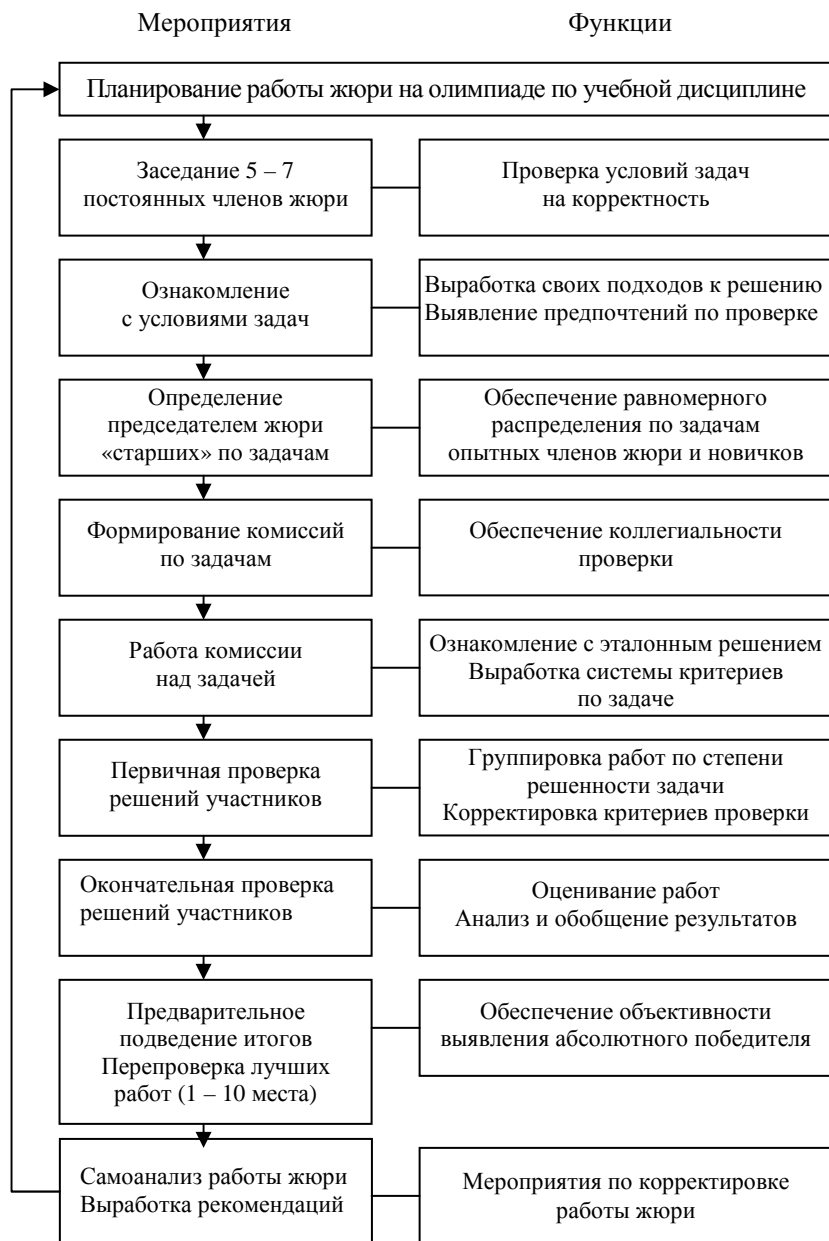 Мероприятия
Функции
Планирование работы жюри на олимпиаде по учебной дисциплине
Заседание 5 – 7
постоянных членов жюри
Проверка условий задач
на корректность
Ознакомление
с условиями задач
Выработка своих подходов к решению
Выявление предпочтений по проверке
Определение
председателем жюри
«старших» по задачам
Обеспечение равномерного
распределения по задачам
опытных членов жюри и новичков
Формирование комиссий
по задачам
Обеспечение коллегиальности
проверки
Работа комиссии
над задачей
Ознакомление с эталонным решением
Выработка системы критериев
по задаче
Первичная проверка
решений участников
Группировка работ по степени
решенности задачи
Корректировка критериев проверки
Окончательная проверка
решений участников
Оценивание работ
Анализ и обобщение результатов
Предварительное
подведение итогов
Перепроверка лучших
работ (1 – 10 места)
Обеспечение объективности
выявления абсолютного победителя
Самоанализ работы жюри
Выработка рекомендаций
Мероприятия по корректировке
работы жюри